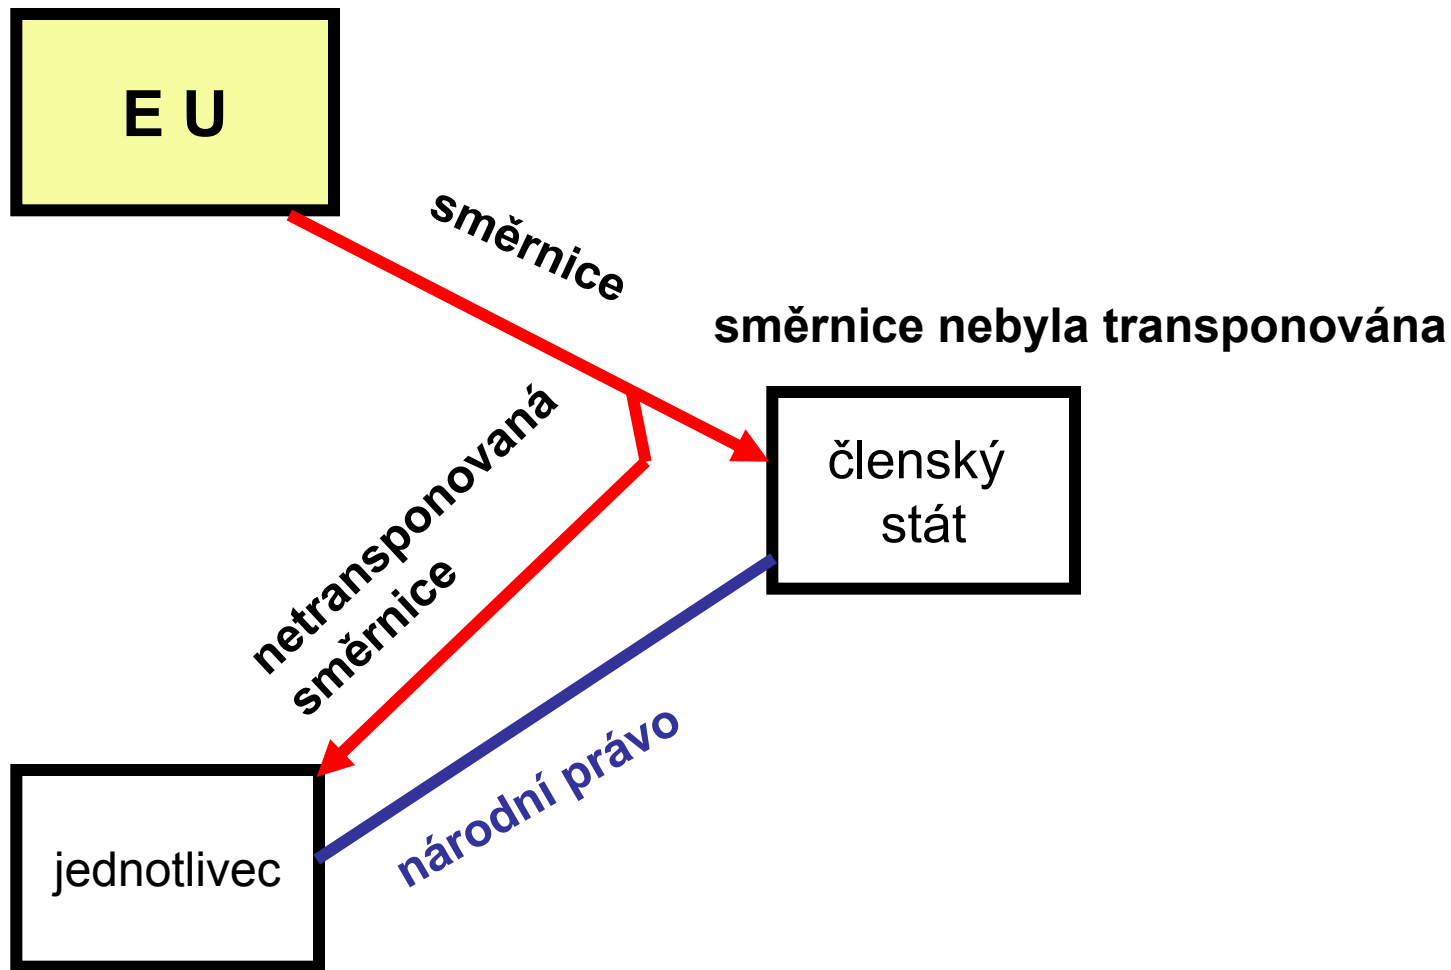 E U
směrnice
směrnice nebyla transponována
členský
stát
netransponovaná
směrnice
národní právo
jednotlivec